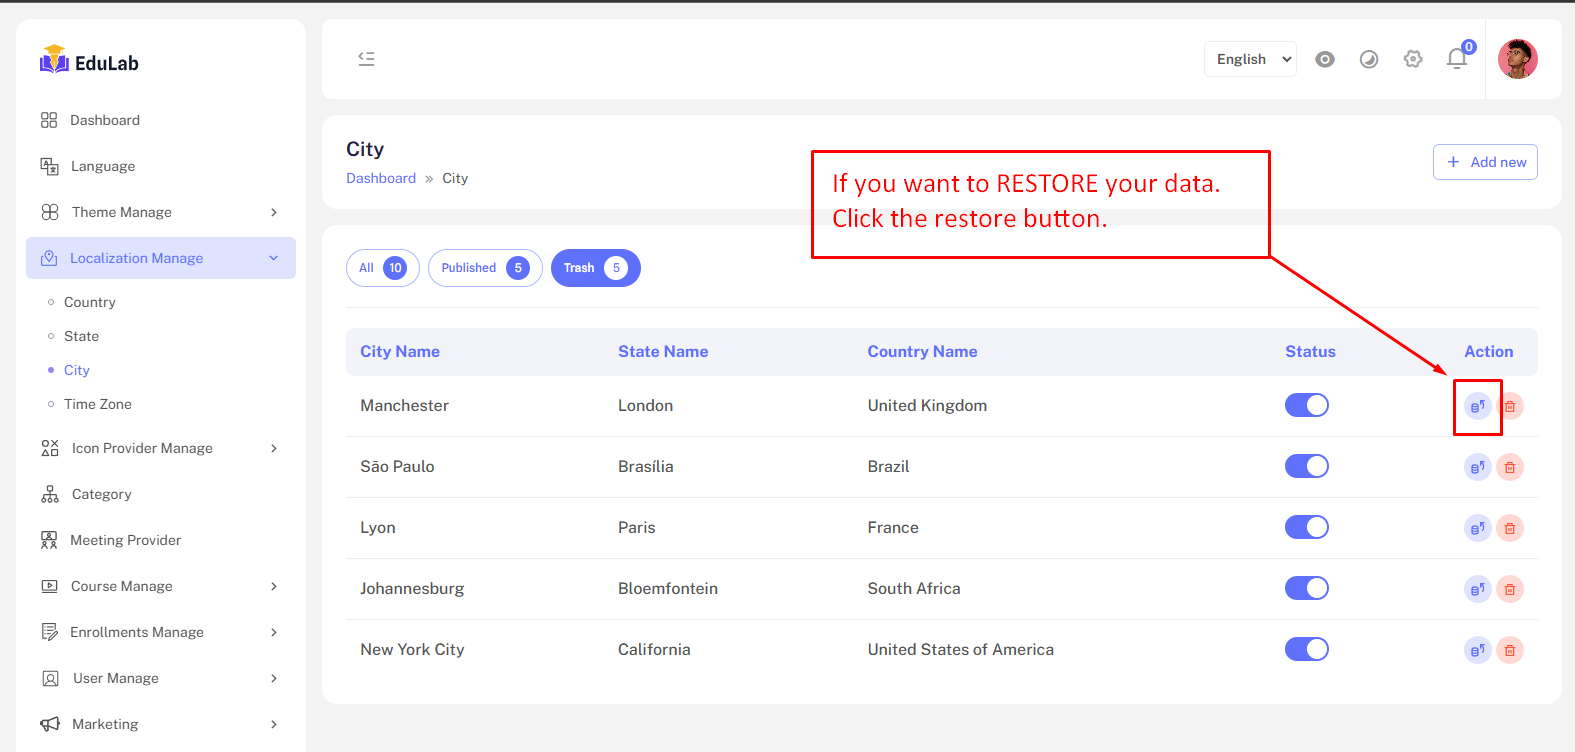 EduLab
English
0
Dashboard
Language
Theme Manage
Localization Manage
Country
State
City
Time Zone
Icon Provider Manage
Category
Meeting Provider
Course Manage
Enrollments Manage
User Manage
Marketing
City
Dashboard » City
Add new
If you want to RESTORE your data.
Click the restore button.
All 10 Published 5 Trash 5
City Name State Name Country Name Status Action
Manchester London United Kingdom
São Paulo Brasília Brazil
Lyon Paris France
Johannesburg Bloemfontein South Africa
New York City California United States of America